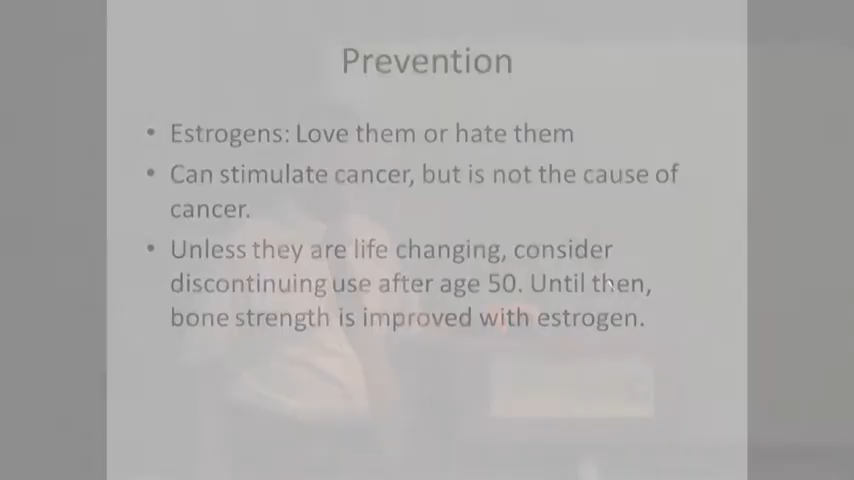 Prevention
• Estrogens: Love them or hate them
• Can stimulate cancer, but is not the cause of
cancer.
• Unless they are life changing, consider
discontinuing use after age 50. Until then,
bone strength is improved with estrogen.